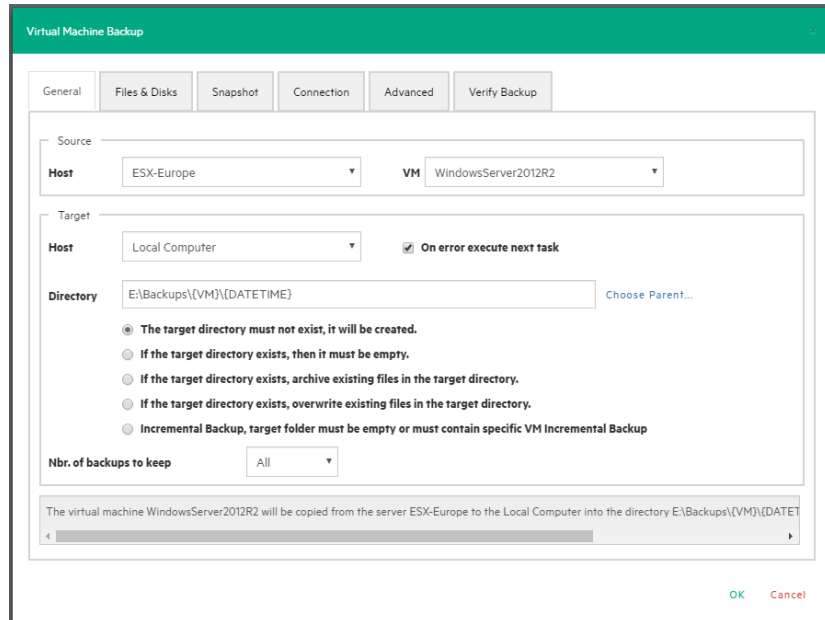 Virtual Machine Backup
General Files & Disks Snapshot Connection Advanced Verify Backup
Source
Host ESX-Europe VM WindowsServer2012R2
Target
Host Local Computer On error execute next task
Directory E:\Backups\{VM}\{DATETIME} Choose Parent...
The target directory must not exist, it will be created.
If the target directory exists, then it must be empty.
If the target directory exists, archive existing files in the target directory.
If the target directory exists, overwrite existing files in the target directory.
Incremental Backup, target folder must be empty or must contain specific VM Incremental Backup
Nbr. of backups to keep All
The virtual machine WindowsServer2012R2 will be copied from the server ESX-Europe to the Local Computer into the directory E:\Backups\{VM}\{DATET
OK Cancel